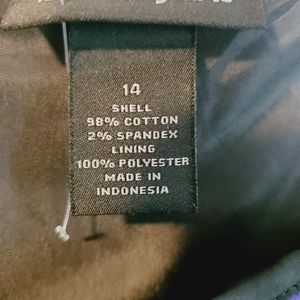 14
SHELL
98% COTTON
2% SPANDEX
LINING
100% POLYESTER
MADE IN
INDONESIA